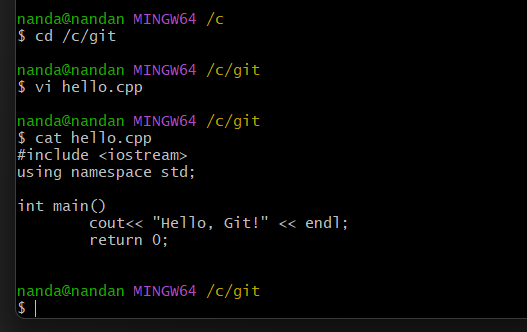 nanda@nandan MINGW64 /c
$ cd /c/git

nanda@nandan MINGW64 /c/git
$ vi hello.cpp

nanda@nandan MINGW64 /c/git
$ cat hello.cpp
#include <iostream>
using namespace std;

int main()
        cout<< "Hello, Git!" << endl;
        return 0;


nanda@nandan MINGW64 /c/git
$